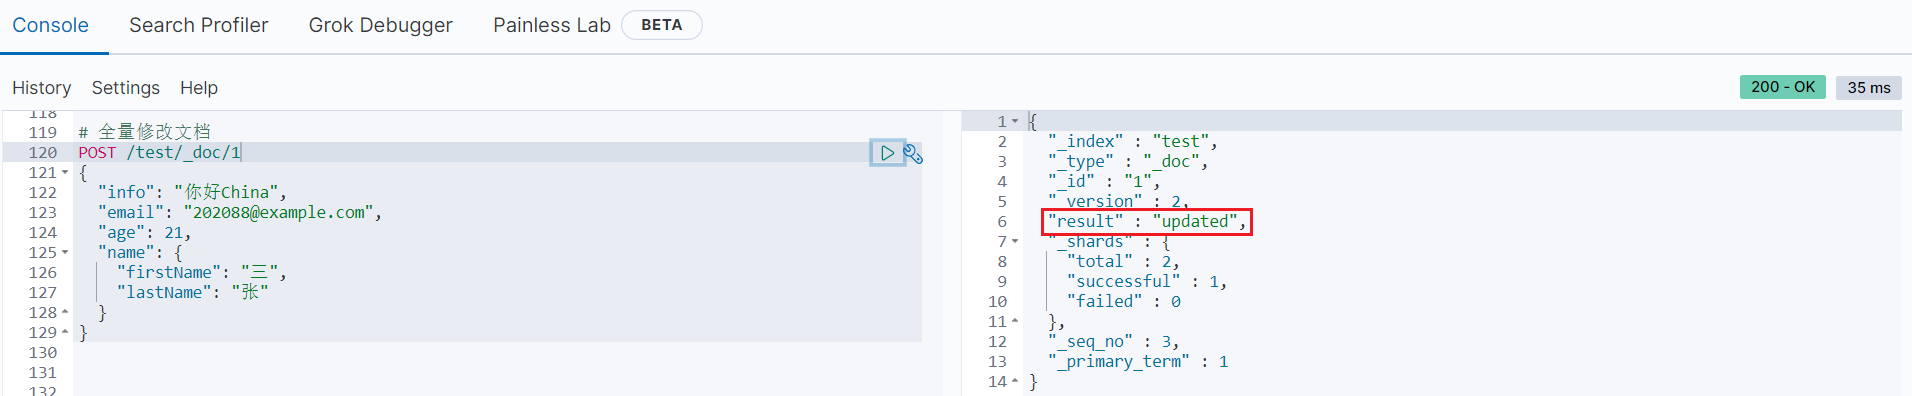 Console Search Profiler Grok Debugger Painless Lab BETA
History Settings Help
200 - OK 35 ms
118
119 # 全量修改文档
120 POST /test/_doc/1
121 {
122 "info": "你好China",
123 "email": "202088@example.com",
124 "age": 21,
125 "name": {
126 "firstName": "三",
127 "lastName": "张"
128 }
129 }
130
131
132
1 {
2 "_index" : "test",
3 "_type" : "_doc",
4 "_id" : "1",
5 "_version" : 2,
6 "result" : "updated",
7 "_shards" : {
8 "total" : 2,
9 "successful" : 1,
10 "failed" : 0
11 },
12 "_seq_no" : 3,
13 "_primary_term" : 1
14 }